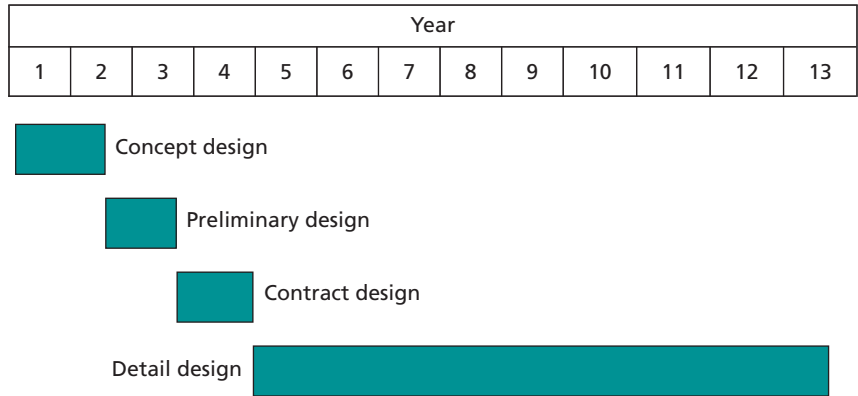 Year
1 2 3 4 5 6 7 8 9 10 11 12 13
Concept design
Preliminary design
Contract design
Detail design